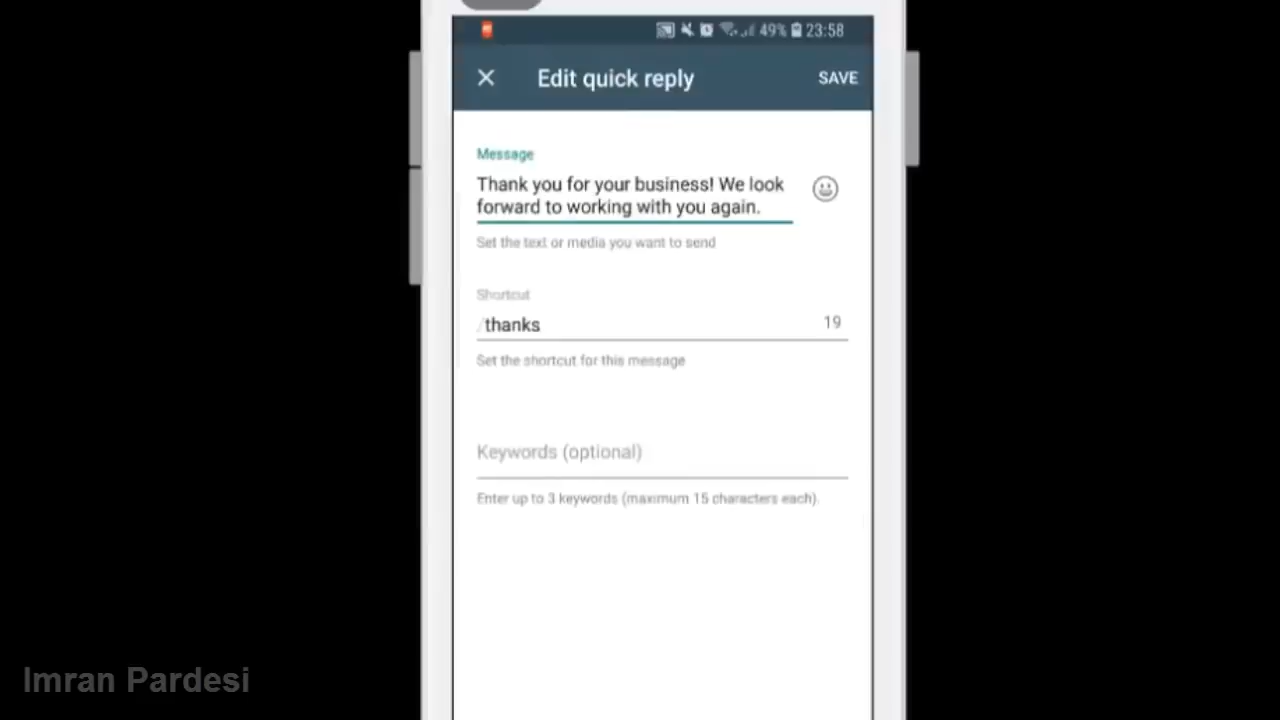 49% 23:58
Edit quick reply
SAVE
Message
Thank you for your business! We look
forward to working with you again.
Set the text or media you want to send
Shortcut
/thanks
19
Set the shortcut for this message
Keywords (optional)
Enter up to 3 keywords (maximum 15 characters each).
Imran Pardesi